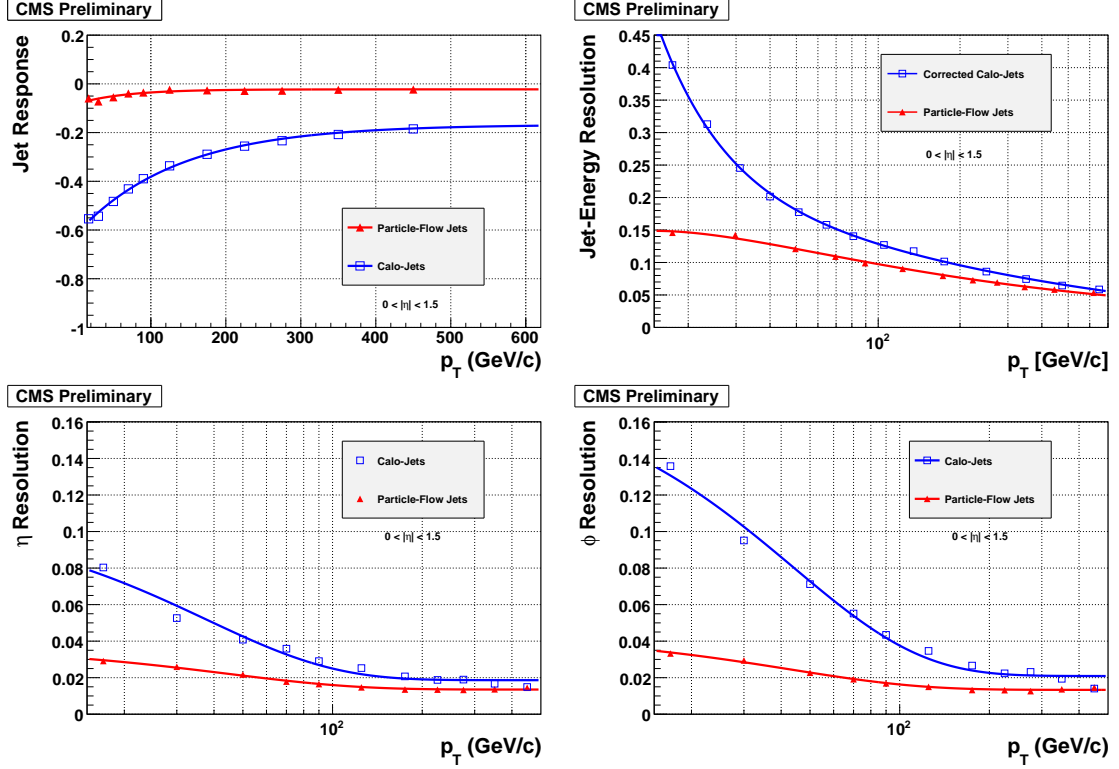 CMS Preliminary
Jet Response
0.2
0
-0.2
-0.4
-0.6
-0.8
-1
Particle-Flow Jets
Calo-Jets
0 < |η| < 1.5
100 200 300 400 500 600
p_T (GeV/c)
CMS Preliminary
Jet-Energy Resolution
0.45
0.4
0.35
0.3
0.25
0.2
0.15
0.1
0.05
0
Corrected Calo-Jets
Particle-Flow Jets
0 < |η| < 1.5
10²
p_T [GeV/c]
CMS Preliminary
η Resolution
0.16
0.14
0.12
0.1
0.08
0.06
0.04
0.02
0
Calo-Jets
Particle-Flow Jets
0 < |η| < 1.5
10²
p_T (GeV/c)
CMS Preliminary
ϕ Resolution
0.16
0.14
0.12
0.1
0.08
0.06
0.04
0.02
0
Calo-Jets
Particle-Flow Jets
0 < |η| < 1.5
10²
p_T (GeV/c)